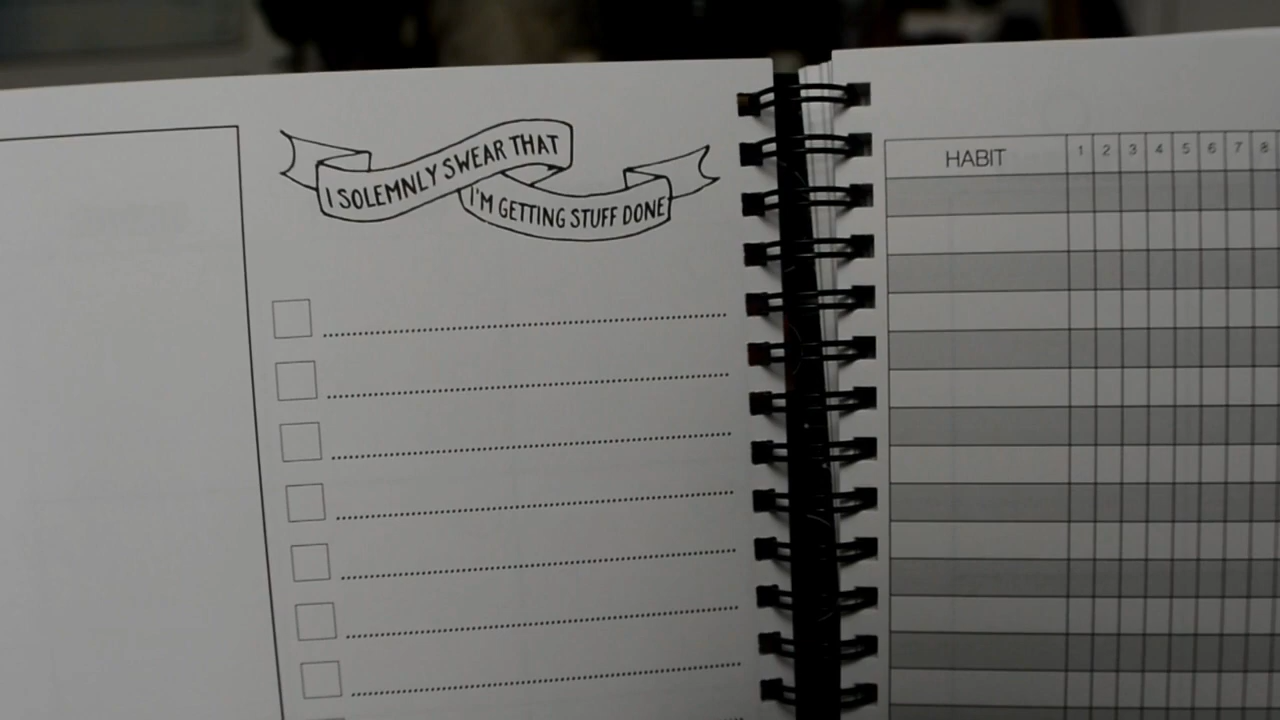 I SOLEMNLY SWEAR THAT
I'M GETTING STUFF DONE
HABIT 1 2 3 4 5 6 7 8